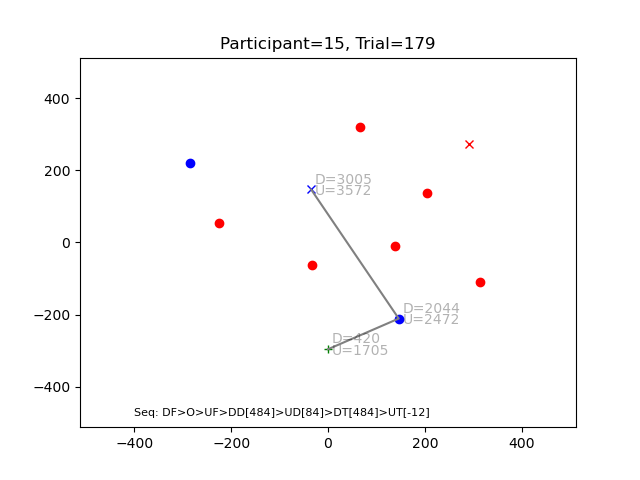 Participant=15, Trial=179
400
200
0
−200
−400
D=3005
U=3572
D=2044
U=2472
D=420
U=1705
Seq: DF>O>UF>DD[484]>UD[84]>DT[484]>UT[-12]
−400
−200
0
200
400